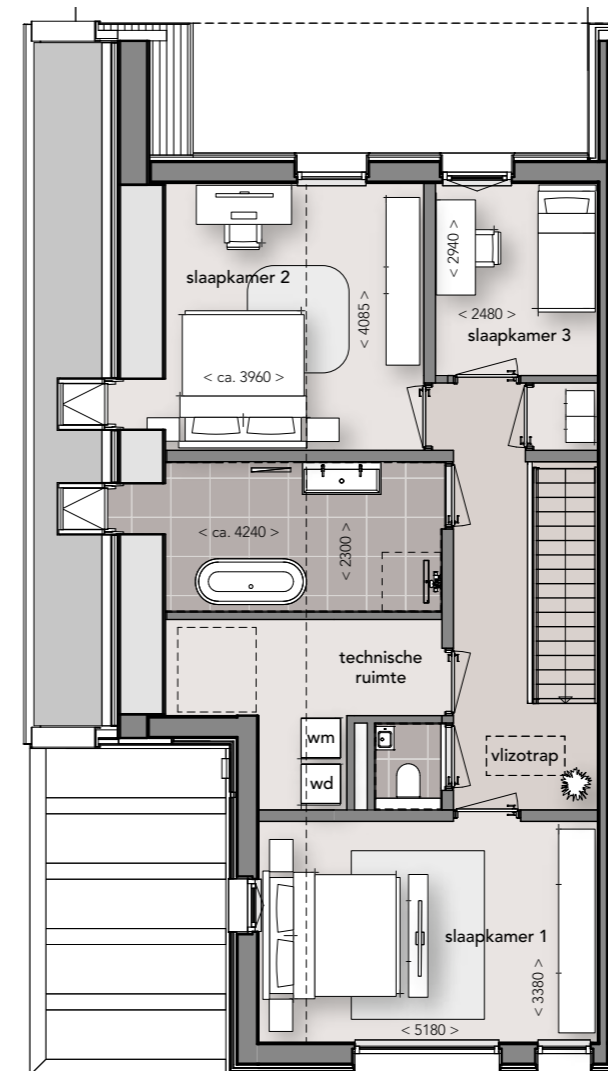 slaapkamer 2
< 4085 >
< ca. 3960 >
< 2940 >
< 2480 >
slaapkamer 3
< ca. 4240 >
< 2300 >
technische
ruimte
wm
wd
vlizotrap
slaapkamer 1
< 3380 >
< 5180 >